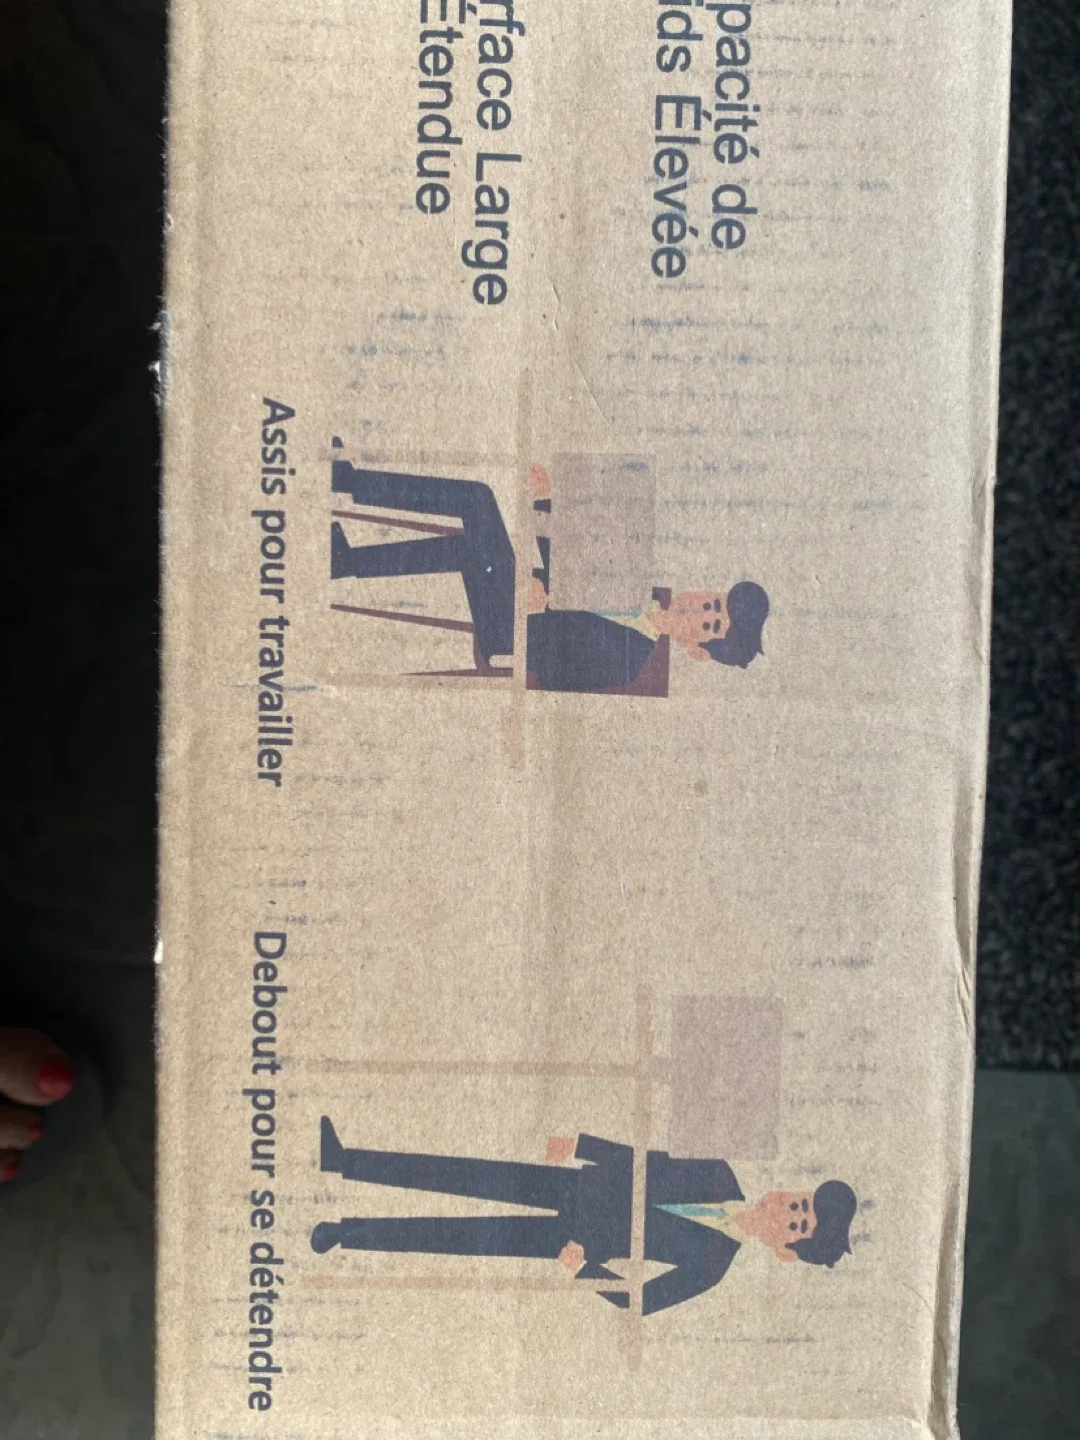 pacité de
ids Élevée
rface Large
Étendue
Assis pour travailler
Debout pour se détendre